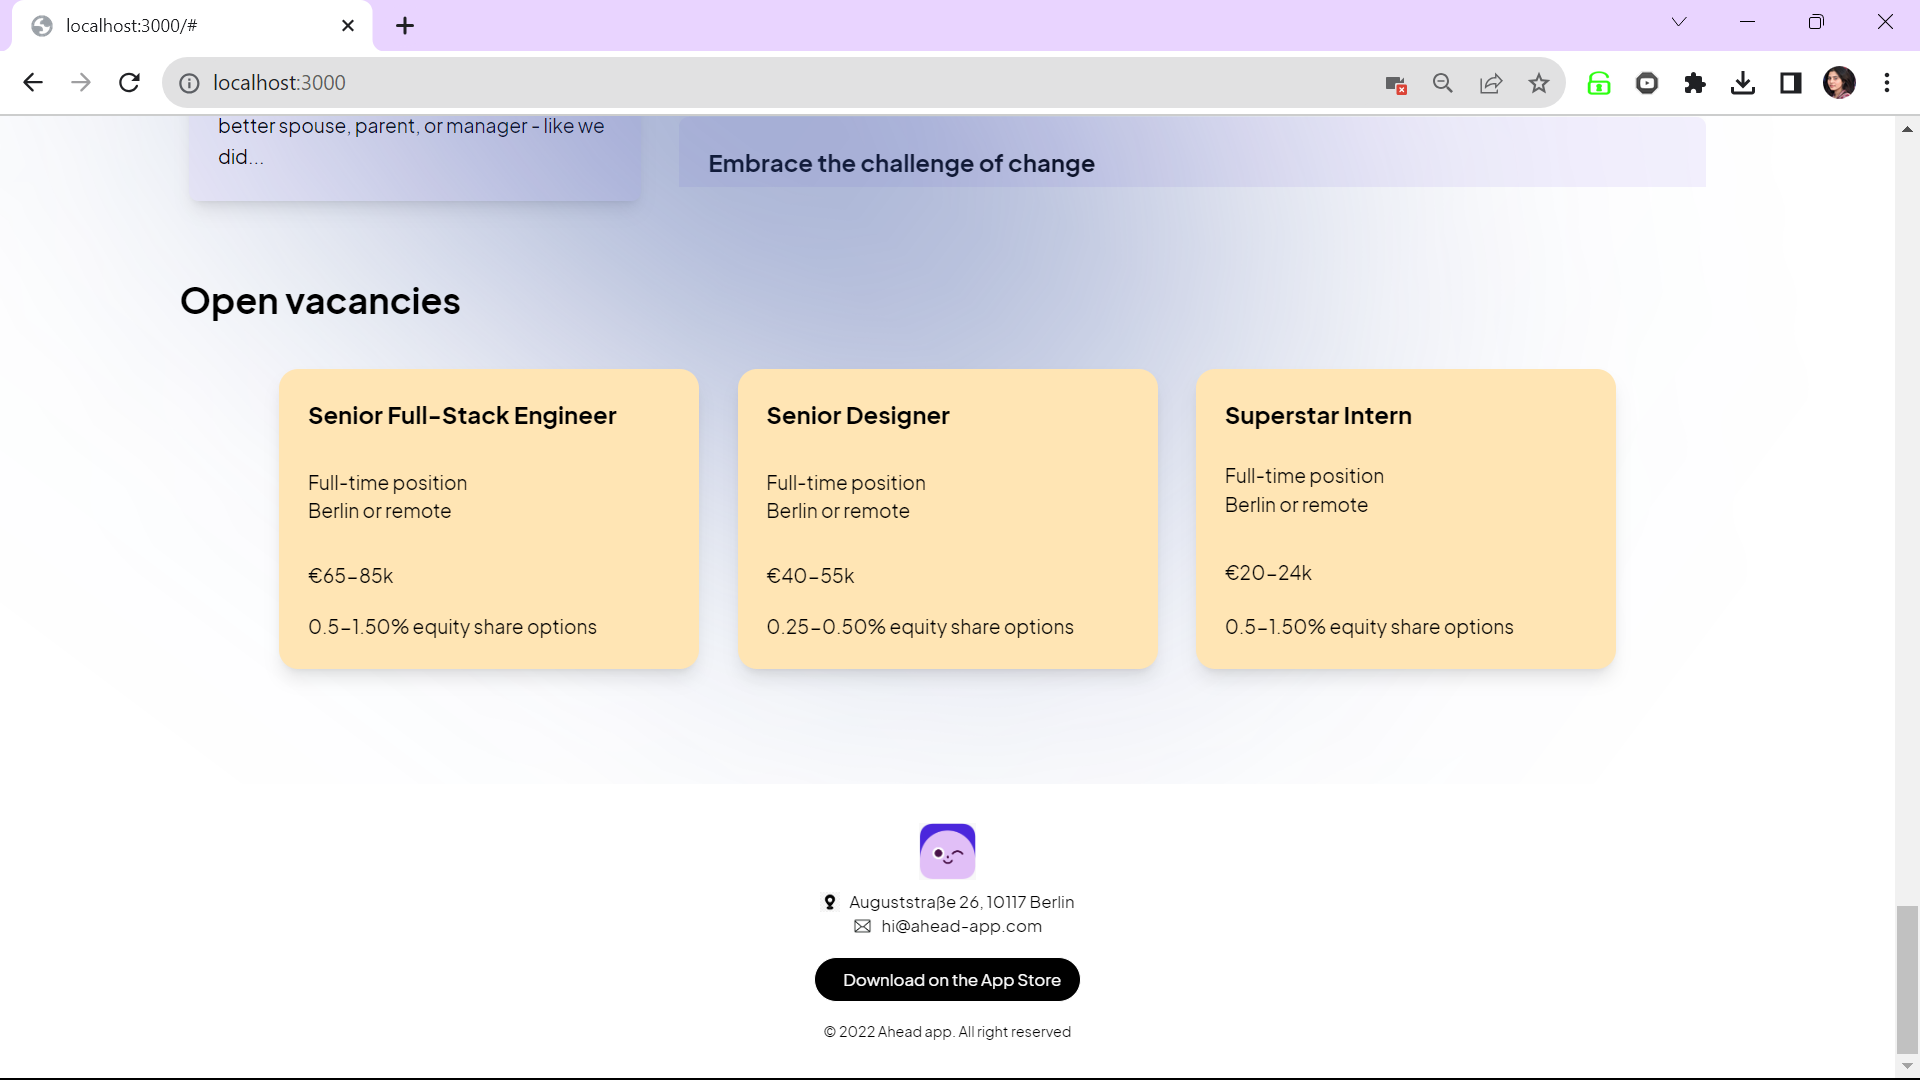 localhost:3000/#
localhost:3000
better spouse, parent, or manager - like we
did...
Embrace the challenge of change
Open vacancies
Senior Full-Stack Engineer
Full-time position
Berlin or remote
€65-85k
0.5-1.50% equity share options
Senior Designer
Full-time position
Berlin or remote
€40-55k
0.25-0.50% equity share options
Superstar Intern
Full-time position
Berlin or remote
€20-24k
0.5-1.50% equity share options
Auguststraße 26, 10117 Berlin
hi@ahead-app.com
Download on the App Store
© 2022 Ahead app. All right reserved